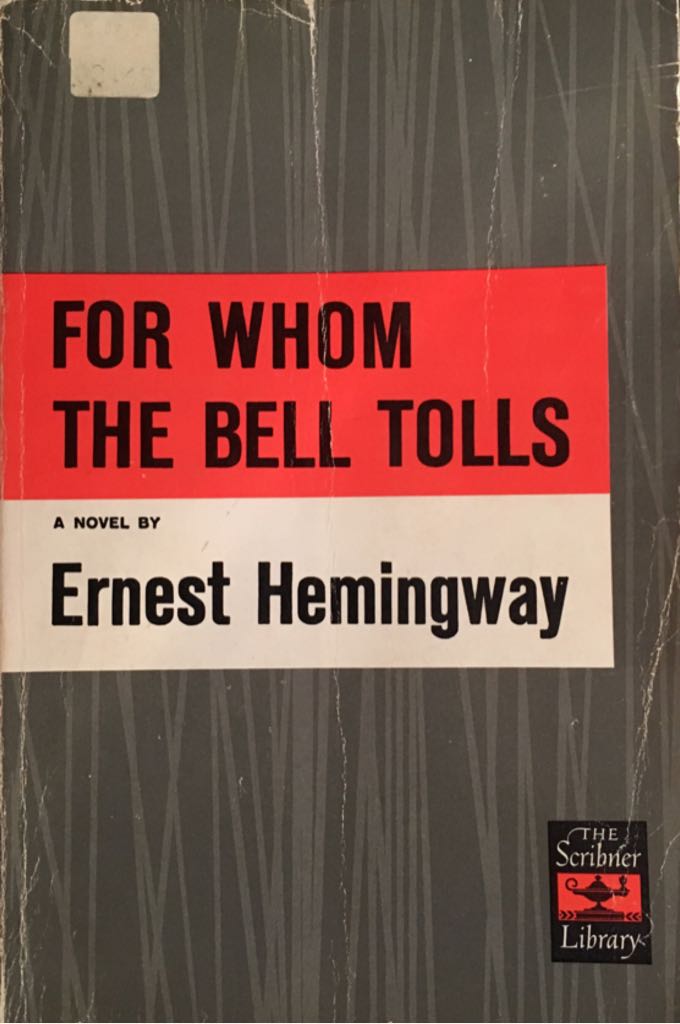 FOR WHOM
THE BELL TOLLS
A NOVEL BY
Ernest Hemingway
THE
Scribner
Library